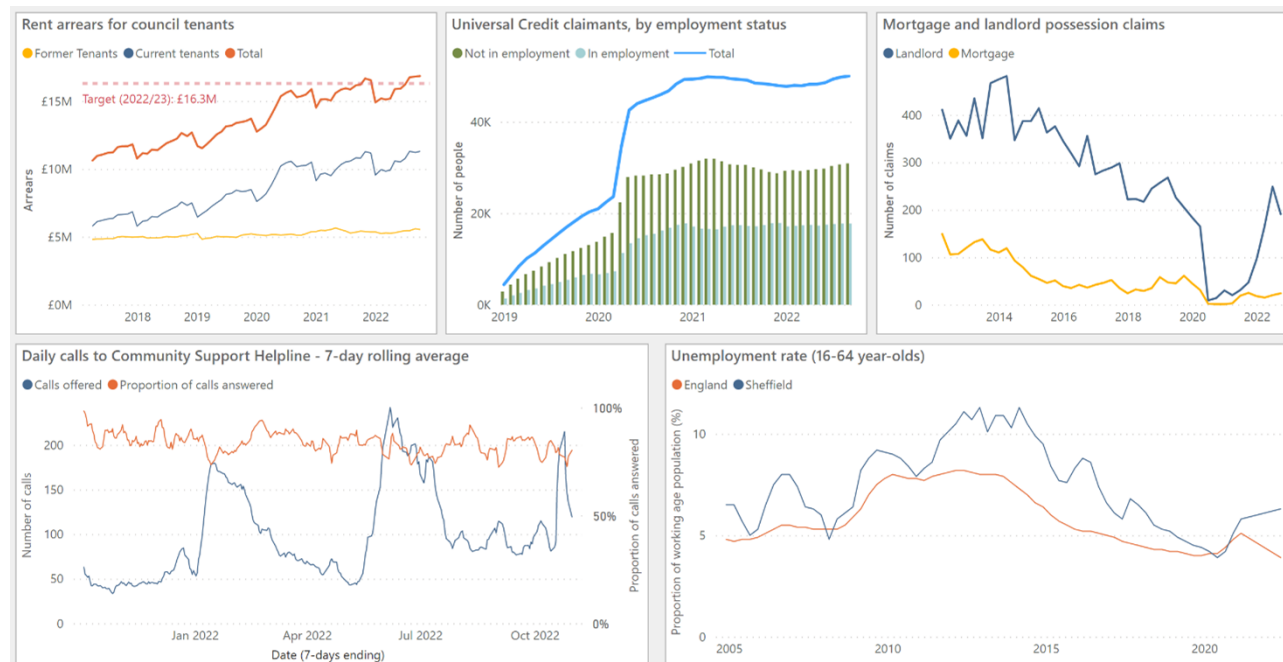 Rent arrears for council tenants
Former Tenants Current tenants Total
£15M
Target (2022/23): £16.3M
£10M
£5M
£0M
Arrears
2018 2019 2020 2021 2022
Universal Credit claimants, by employment status
Not in employment In employment Total
40K
20K
0K
Number of people
2019 2020 2021 2022
Mortgage and landlord possession claims
Landlord Mortgage
400
300
200
100
0
Number of claims
2014 2016 2018 2020 2022
Daily calls to Community Support Helpline - 7-day rolling average
Calls offered Proportion of calls answered
200
150
100
50
0
Number of calls
100%
50%
0%
Proportion of calls answered
Jan 2022 Apr 2022 Jul 2022 Oct 2022
Date (7-days ending)
Unemployment rate (16-64 year-olds)
England Sheffield
10
5
0
Proportion of working age population (%)
2005 2010 2015 2020